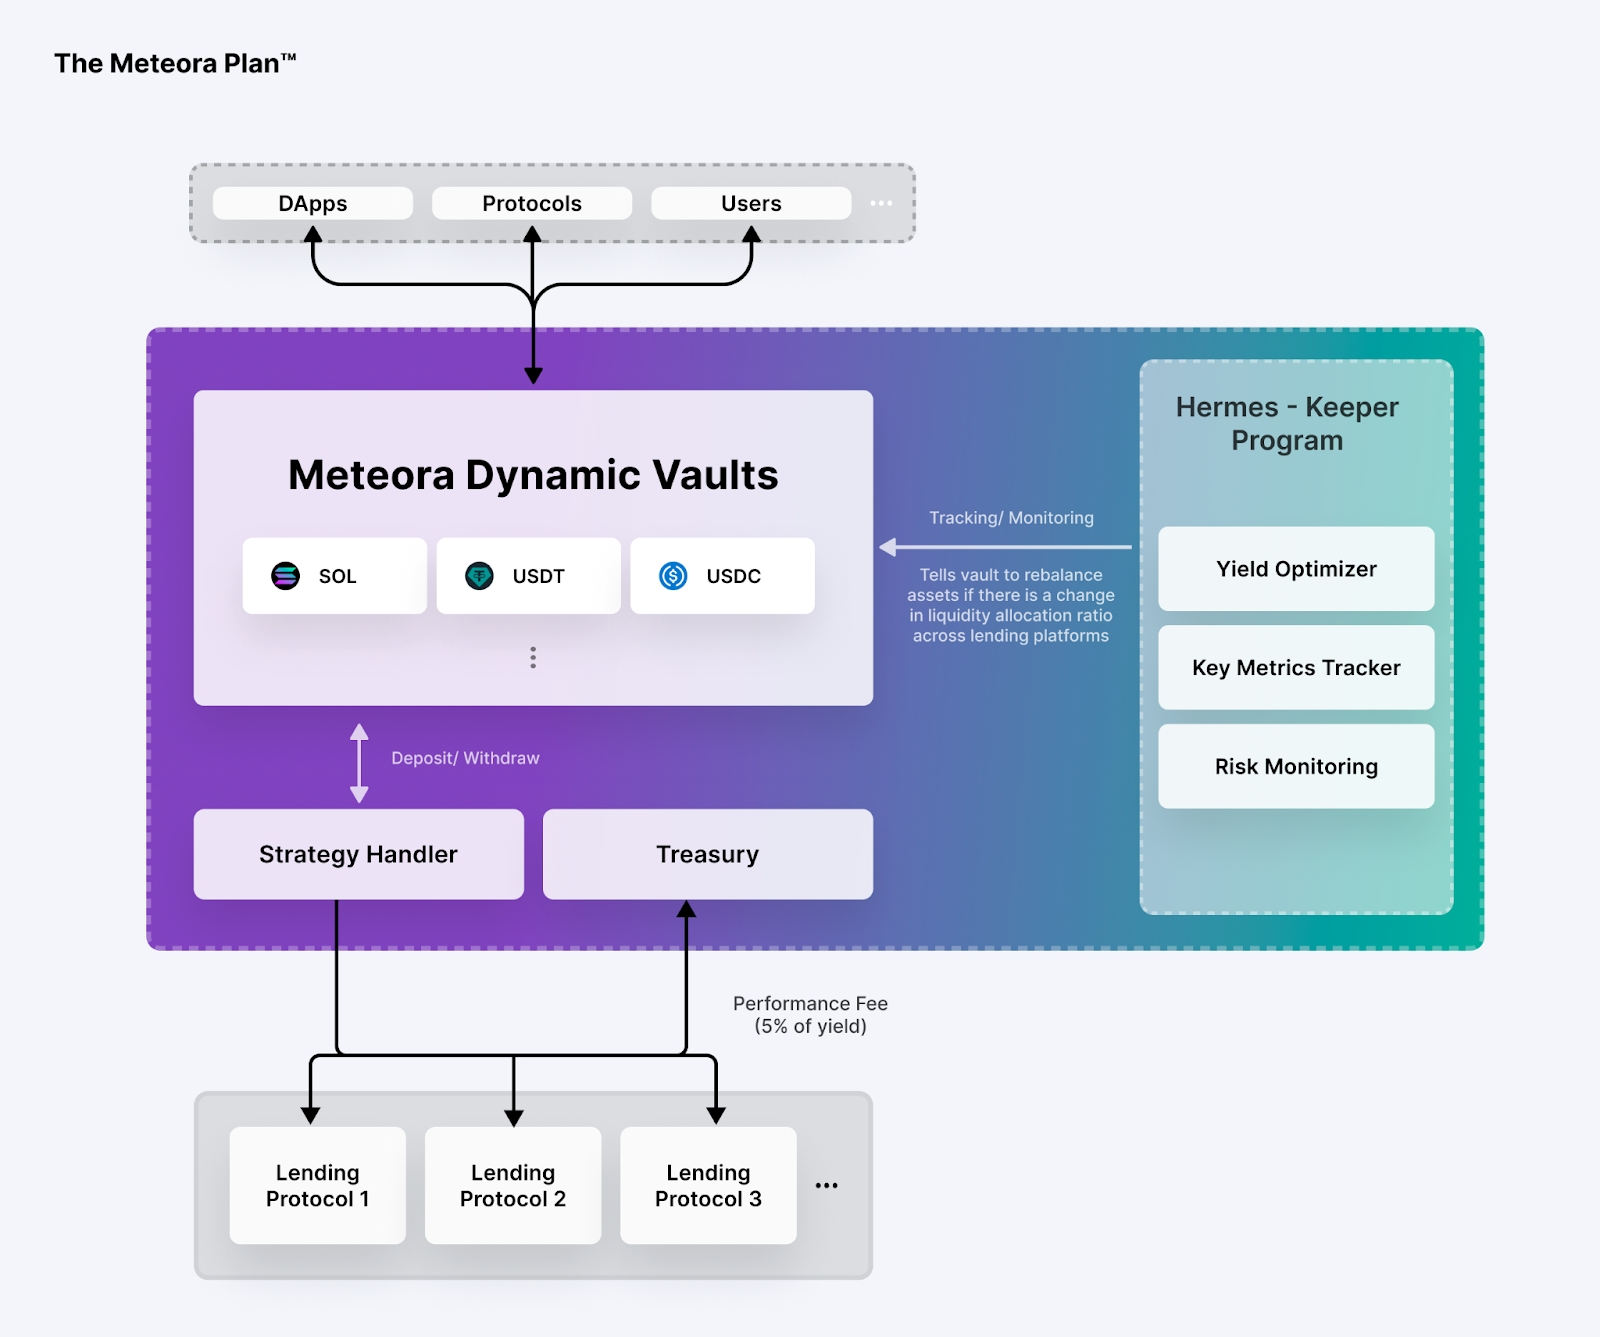 The Meteora Plan™
DApps
Protocols
Users
...
Meteora Dynamic Vaults
SOL
USDT
USDC
Hermes - Keeper
Program
Yield Optimizer
Key Metrics Tracker
Risk Monitoring
Tracking/ Monitoring
Tells vault to rebalance
assets if there is a change
in liquidity allocation ratio
across lending platforms
Deposit/ Withdraw
Strategy Handler
Treasury
Performance Fee
(5% of yield)
Lending
Protocol 1
Lending
Protocol 2
Lending
Protocol 3
...